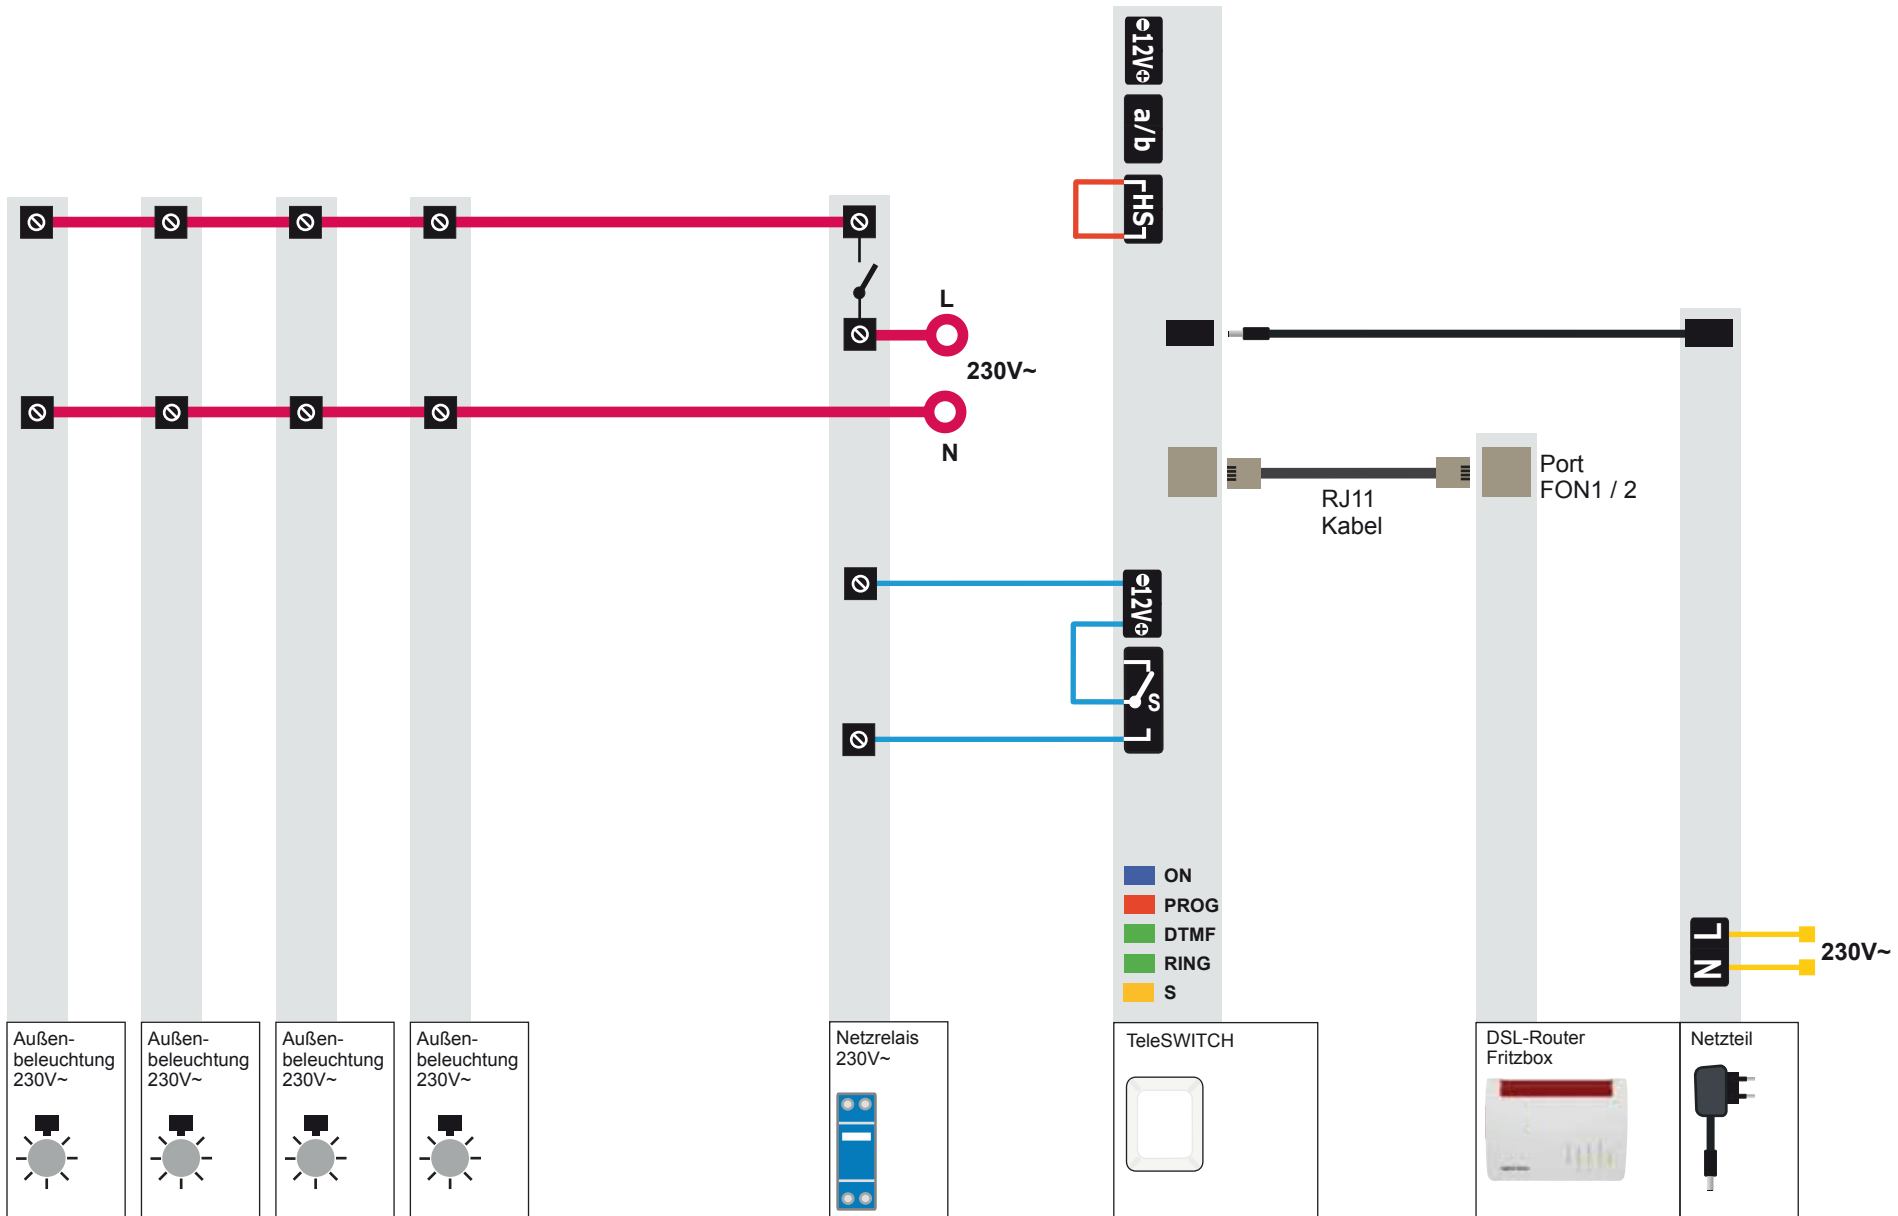 ⊖12V⊕
a/b
HS
L
230V~
N
Port
FON1 / 2
RJ11
Kabel
⊖12V⊕
S
ON
PROG
DTMF
RING
S
L
N
230V~
Außen-
beleuchtung
230V~
Außen-
beleuchtung
230V~
Außen-
beleuchtung
230V~
Außen-
beleuchtung
230V~
Netzrelais
230V~
TeleSWITCH
DSL-Router
Fritzbox
Netzteil